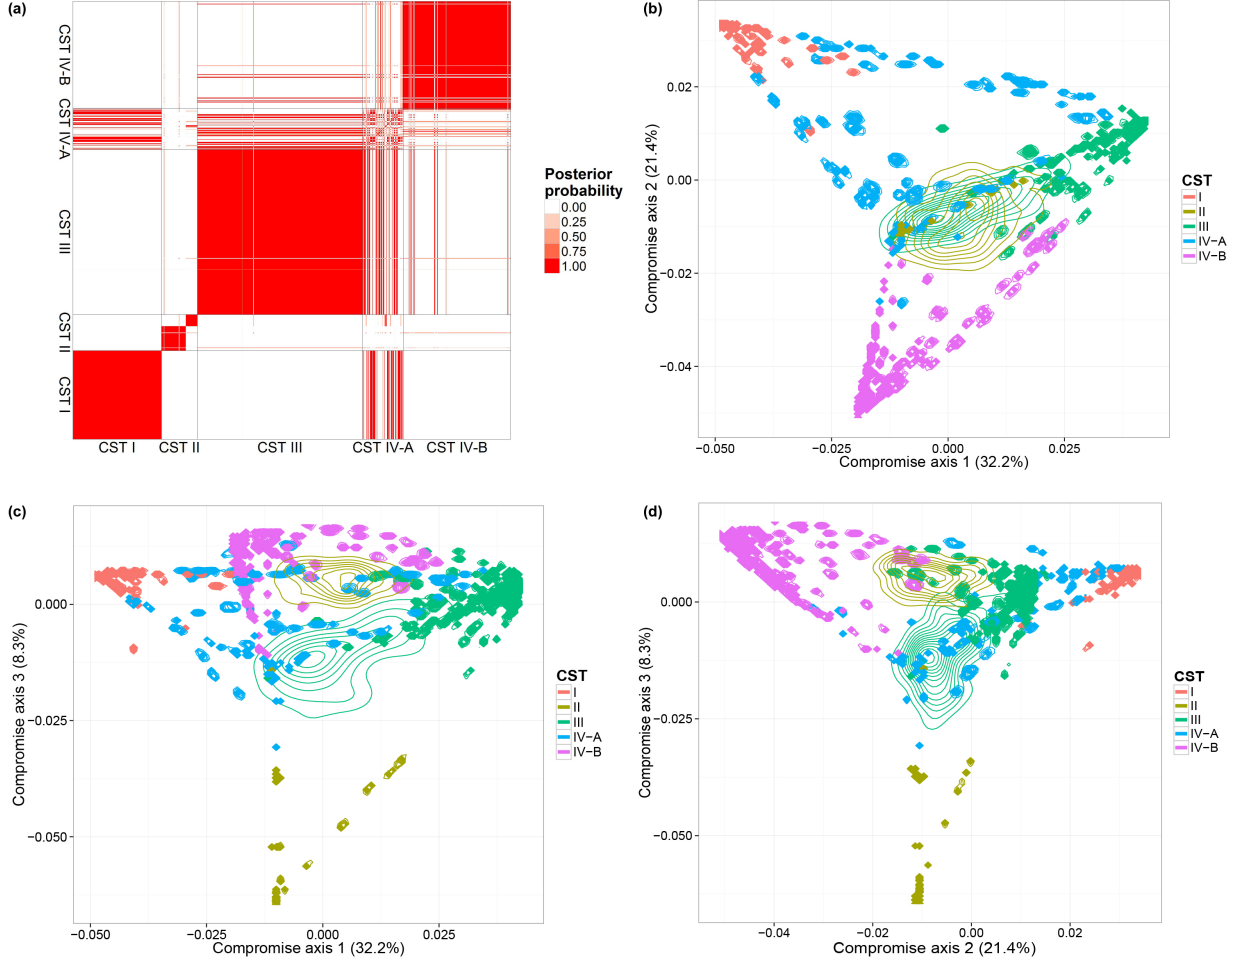 (a)
CST IV-B
CST IV-A
CST III
CST II
CST I
CST I
CST II
CST III
CST IV-A
CST IV-B
Posterior
probability
0.00
0.25
0.50
0.75
1.00
(b)
Compromise axis 2 (21.4%)
0.02
0.00
−0.02
−0.04
−0.050
−0.025
0.000
0.025
Compromise axis 1 (32.2%)
CST
I
II
III
IV−A
IV−B
(c)
Compromise axis 3 (8.3%)
0.000
−0.025
−0.050
−0.050
−0.025
0.000
0.025
Compromise axis 1 (32.2%)
CST
I
II
III
IV−A
IV−B
(d)
Compromise axis 3 (8.3%)
0.000
−0.025
−0.050
−0.04
−0.02
0.00
0.02
Compromise axis 2 (21.4%)
CST
I
II
III
IV−A
IV−B